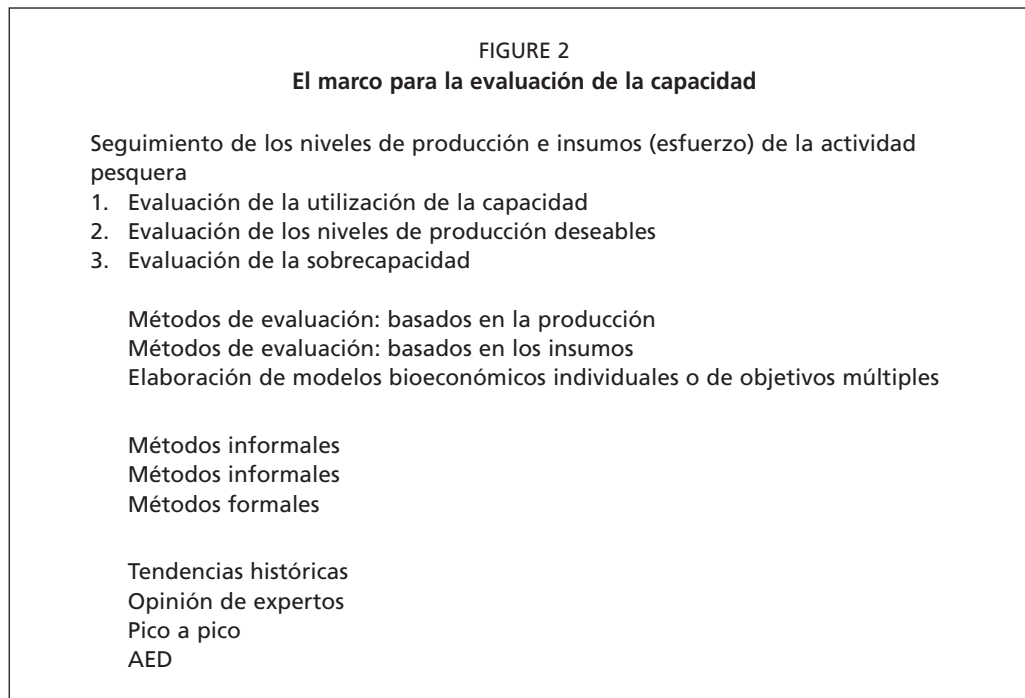 FIGURE 2
El marco para la evaluación de la capacidad
Seguimiento de los niveles de producción e insumos (esfuerzo) de la actividad
pesquera
1. Evaluación de la utilización de la capacidad
2. Evaluación de los niveles de producción deseables
3. Evaluación de la sobrecapacidad
Métodos de evaluación: basados en la producción
Métodos de evaluación: basados en los insumos
Elaboración de modelos bioeconómicos individuales o de objetivos múltiples
Métodos informales
Métodos informales
Métodos formales
Tendencias históricas
Opinión de expertos
Pico a pico
AED